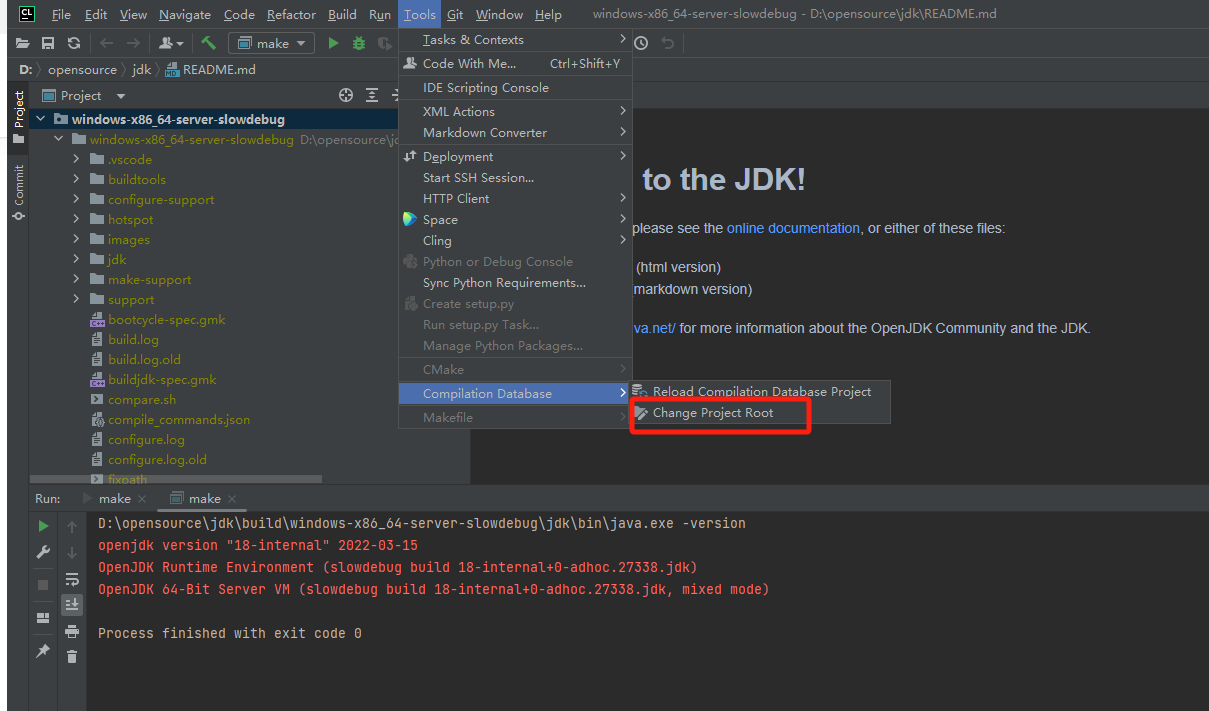 CL File Edit View Navigate Code Refactor Build Run Tools Git Window Help windows-x86_64-server-slowdebug - D:\opensource\jdk\README.md
make
D: opensource jdk README.md
Project
Project
Commit
windows-x86_64-server-slowdebug
windows-x86_64-server-slowdebug D:\opensource\jd
.vscode
buildtools
configure-support
hotspot
images
jdk
make-support
support
bootcycle-spec.gmk
build.log
build.log.old
buildjdk-spec.gmk
compare.sh
compile_commands.json
configure.log
configure.log.old
fixpath
Tasks & Contexts
Code With Me... Ctrl+Shift+Y
IDE Scripting Console
XML Actions
Markdown Converter
Deployment
Start SSH Session...
HTTP Client
Space
Cling
Python or Debug Console
Sync Python Requirements...
Create setup.py
Run setup.py Task...
Manage Python Packages...
CMake
Compilation Database
Makefile
Reload Compilation Database Project
Change Project Root
to the JDK!
please see the online documentation, or either of these files:
(html version)
markdown version)
va.net/ for more information about the OpenJDK Community and the JDK.
Run: make make
D:\opensource\jdk\build\windows-x86_64-server-slowdebug\jdk\bin\java.exe -version
openjdk version "18-internal" 2022-03-15
OpenJDK Runtime Environment (slowdebug build 18-internal+0-adhoc.27338.jdk)
OpenJDK 64-Bit Server VM (slowdebug build 18-internal+0-adhoc.27338.jdk, mixed mode)
Process finished with exit code 0